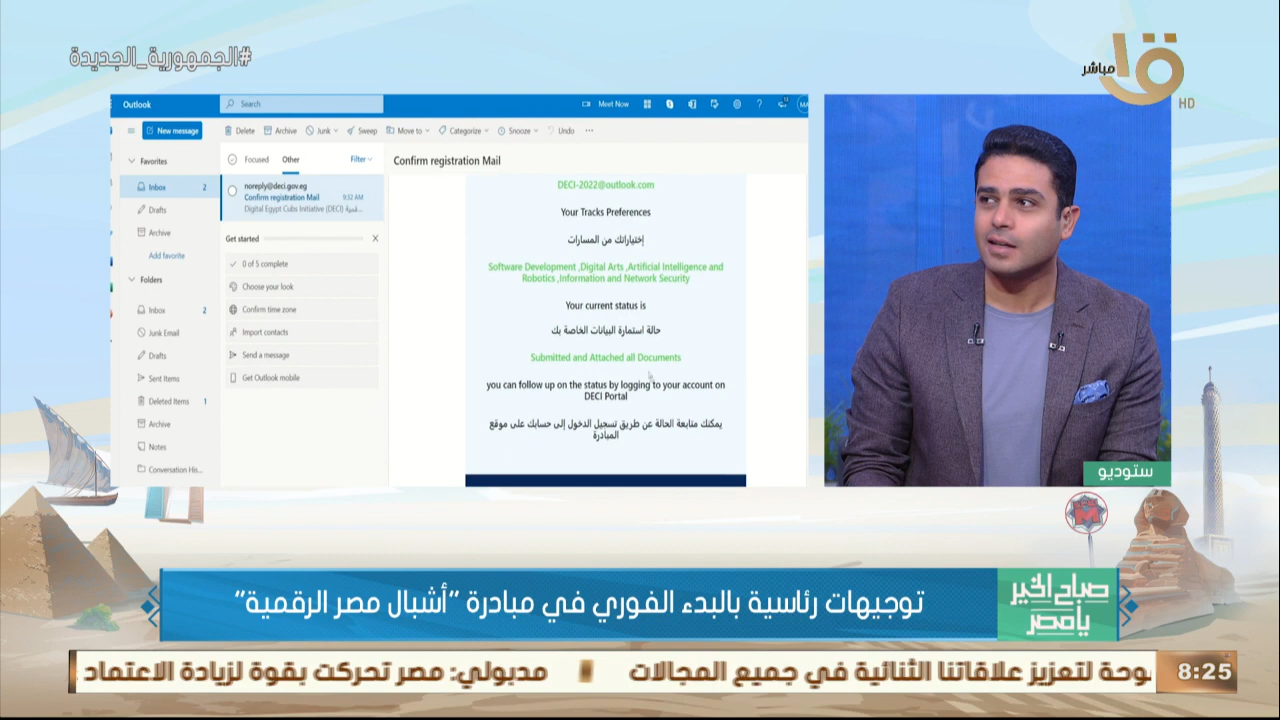 #الجمهورية_الجديدة
مباشر
HD
Outlook
Search
Meet Now
New message
Delete
Archive
Junk
Sweep
Move to
Categorize
Snooze
Undo
Favorites
Inbox 2
Drafts
Archive
Add favorite
Folders
Inbox 2
Junk Email
Drafts
Sent Items
Deleted Items 1
Archive
Notes
Conversation His...
Focused Other Filter
noreply@deci.gov.eg
Confirm registration Mail 9:32 AM
Digital Egypt Cubs Initiative (DECI)
Get started
0 of 5 complete
Choose your look
Confirm time zone
Import contacts
Send a message
Get Outlook mobile
Confirm registration Mail
DECI-2022@outlook.com
Your Tracks Preferences
إختياراتك من المسارات
Software Development ,Digital Arts ,Artificial Intelligence and
Robotics ,Information and Network Security
Your current status is
حالة استمارة البيانات الخاصة بك
Submitted and Attached all Documents
you can follow up on the status by logging to your account on
DECI Portal
يمكنك متابعة الحالة عن طريق تسجيل الدخول إلى حسابك على موقع
المبادرة
ستوديو
صباح الخير
يا مصر
توجيهات رئاسية بالبدء الفوري في مبادرة "أشبال مصر الرقمية"
لتعزيز علاقاتنا الثنائية في جميع المجالات
مدبولي: مصر تحركت بقوة لزيادة الاعتماد
8:25